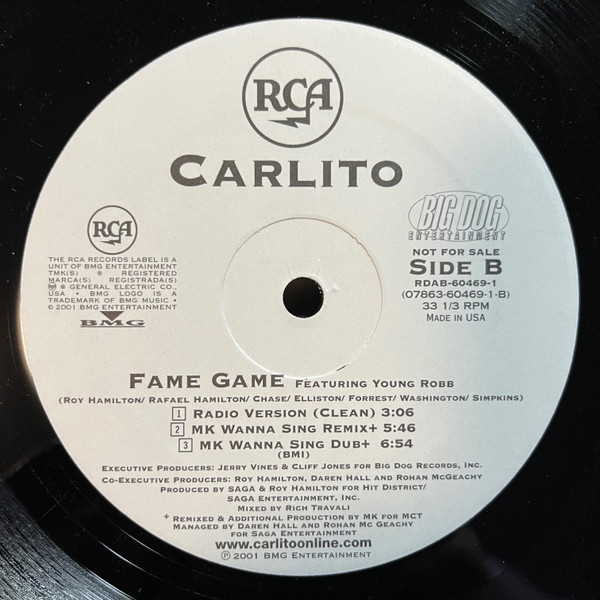 RCA
CARLITO
RCA
THE RCA RECORDS LABEL IS A
UNIT OF BMG ENTERTAINMENT
TMK(S) ® REGISTERED
MARCA(S) REGISTRADA(S)
® GENERAL ELECTRIC CO.,
USA • BMG LOGO IS A
TRADEMARK OF BMG MUSIC •
© 2001 BMG ENTERTAINMENT
BMG
BIG DOG
ENTERTAINMENT
NOT FOR SALE
SIDE B
RDAB-60469-1
(07863-60469-1-B)
33 1/3 RPM
MADE IN USA
FAME GAME FEATURING YOUNG ROBB
(ROY HAMILTON/ RAFAEL HAMILTON/ CHASE/ ELLISTON/ FORREST/ WASHINGTON/ SIMPKINS)
1 RADIO VERSION (CLEAN) 3:06
2 MK WANNA SING REMIX+ 5:46
3 MK WANNA SING DUB+ 6:54
(BMI)
EXECUTIVE PRODUCERS: JERRY VINES & CLIFF JONES FOR BIG DOG RECORDS, INC.
CO-EXECUTIVE PRODUCERS: ROY HAMILTON, DAREN HALL AND ROHAN MCGEACHY
PRODUCED BY SAGA & ROY HAMILTON FOR HIT DISTRICT/
SAGA ENTERTAINMENT, INC.
MIXED BY RICH TRAVALI
+ REMIXED & ADDITIONAL PRODUCTION BY MK FOR MCT
MANAGED BY DAREN HALL AND ROHAN MC GEACHY
FOR SAGA ENTERTAINMENT
www.carlitoonline.com
℗ 2001 BMG ENTERTAINMENT